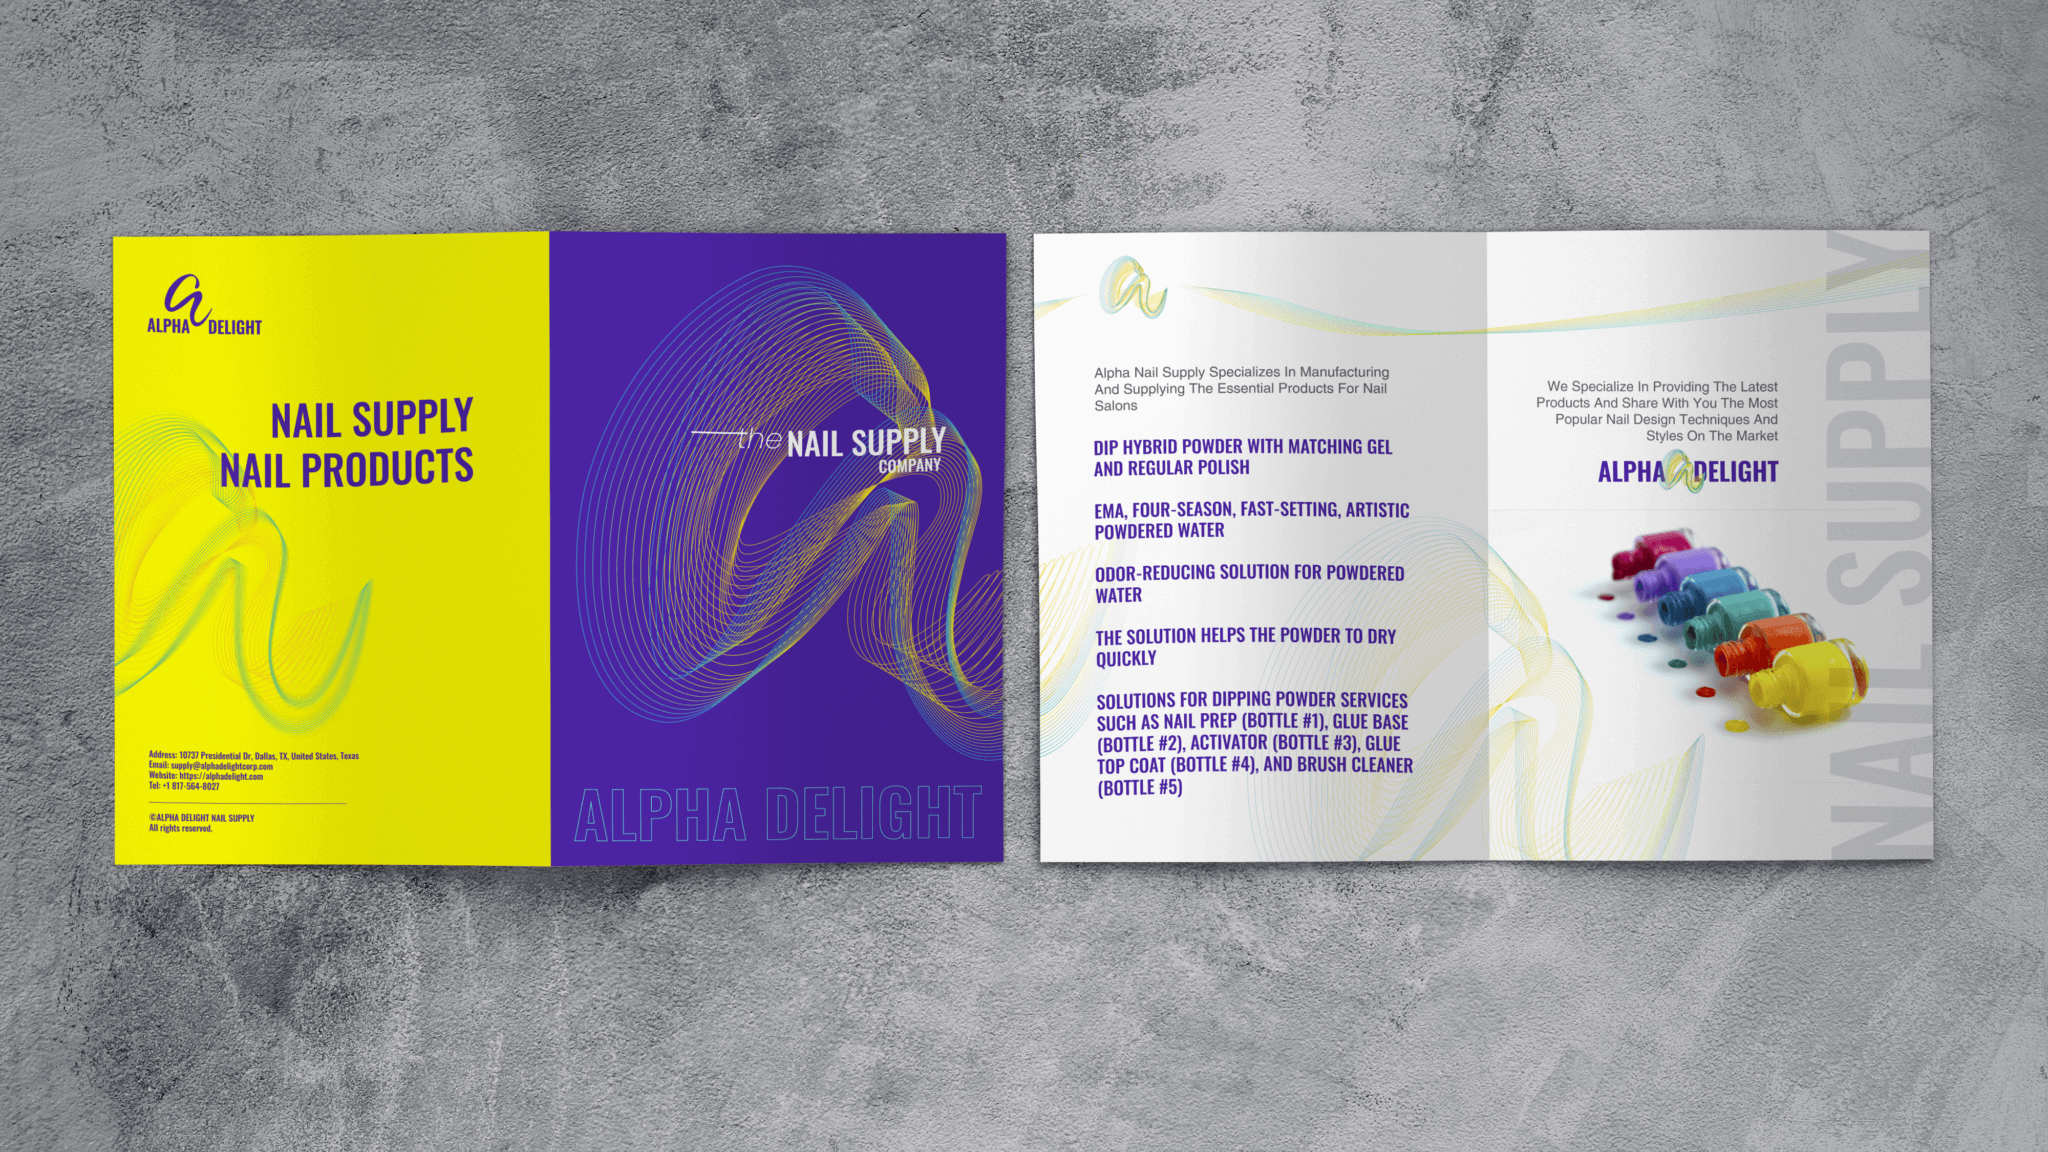 ALPHA DELIGHT
NAIL SUPPLY
NAIL PRODUCTS
Address: 10737 Presidential Dr, Dallas, TX, United States, Texas
Email: supply@alphadelightcorp.com
Website: https://alphadelight.com
Tel: +1 817-564-8027
©ALPHA DELIGHT NAIL SUPPLY
All rights reserved.
the NAIL SUPPLY
COMPANY
ALPHA DELIGHT
Alpha Nail Supply Specializes In Manufacturing
And Supplying The Essential Products For Nail
Salons
DIP HYBRID POWDER WITH MATCHING GEL
AND REGULAR POLISH
EMA, FOUR-SEASON, FAST-SETTING, ARTISTIC
POWDERED WATER
ODOR-REDUCING SOLUTION FOR POWDERED
WATER
THE SOLUTION HELPS THE POWDER TO DRY
QUICKLY
SOLUTIONS FOR DIPPING POWDER SERVICES
SUCH AS NAIL PREP (BOTTLE #1), GLUE BASE
(BOTTLE #2), ACTIVATOR (BOTTLE #3), GLUE
TOP COAT (BOTTLE #4), AND BRUSH CLEANER
(BOTTLE #5)
We Specialize In Providing The Latest
Products And Share With You The Most
Popular Nail Design Techniques And
Styles On The Market
ALPHA DELIGHT
NAIL SUPPLY